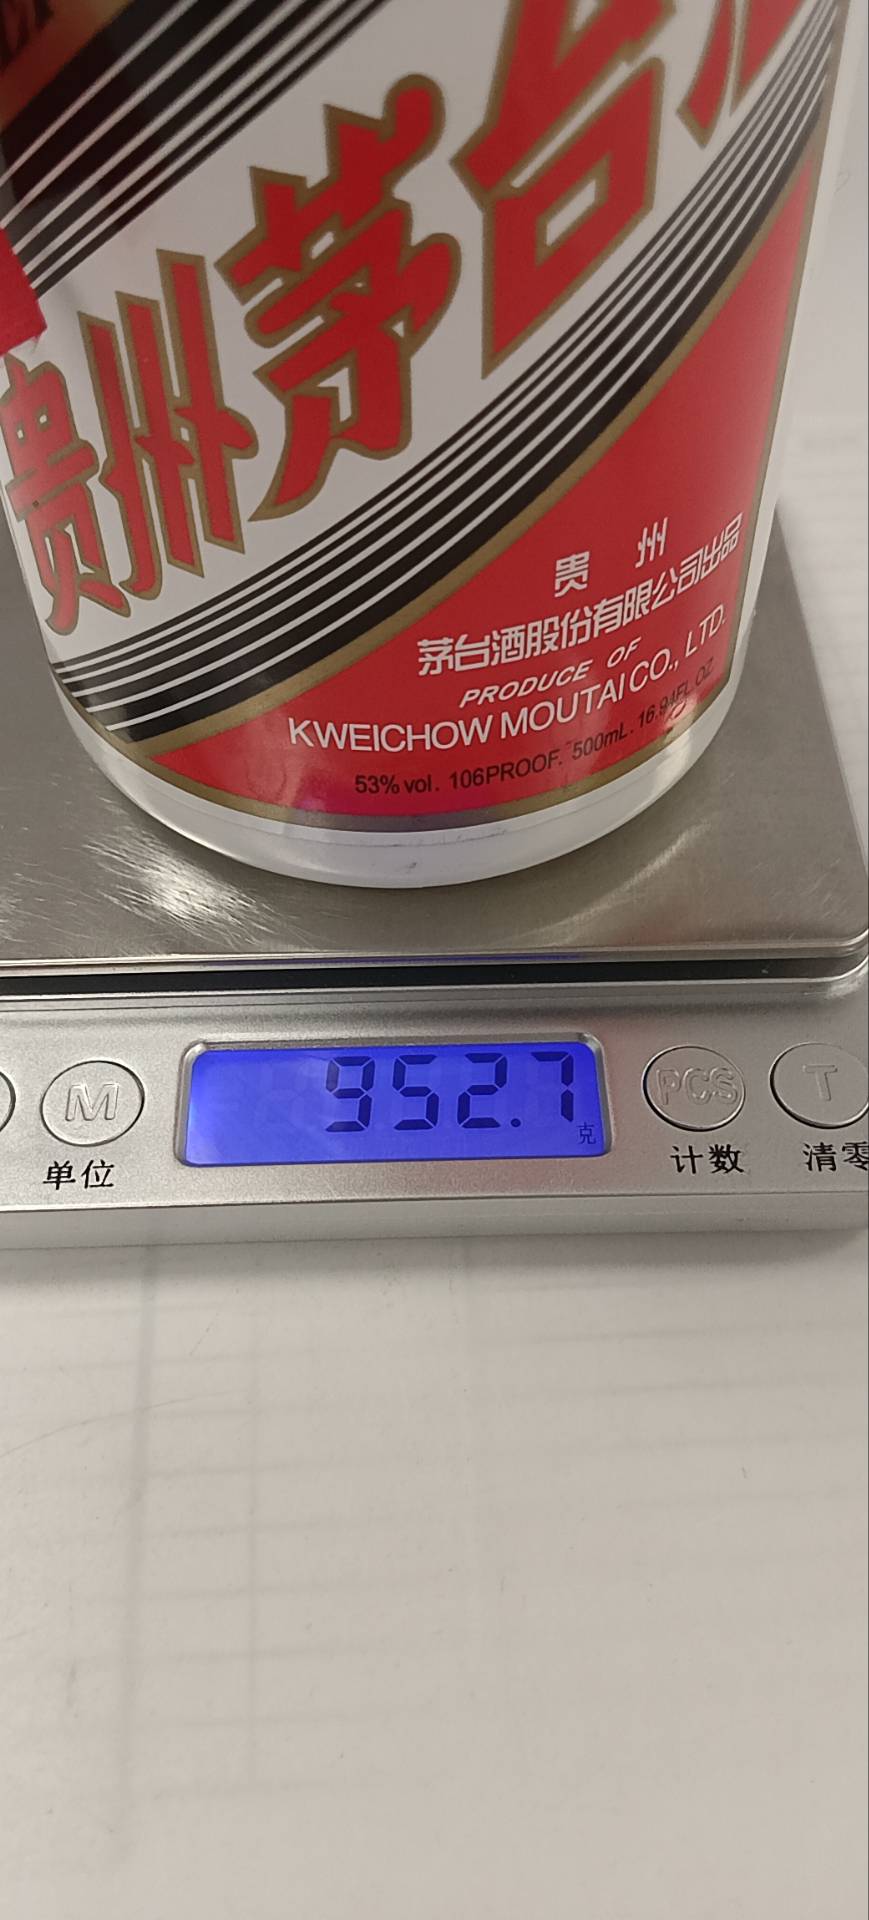 贵州茅台
贵 州
茅台酒股份有限公司出品
PRODUCE OF
KWEICHOW MOUTAI CO., LTD.
53% vol. 106PROOF. 500mL. 16.94FL.OZ
952.7
克
M
PCS
T
单位
计数
清零